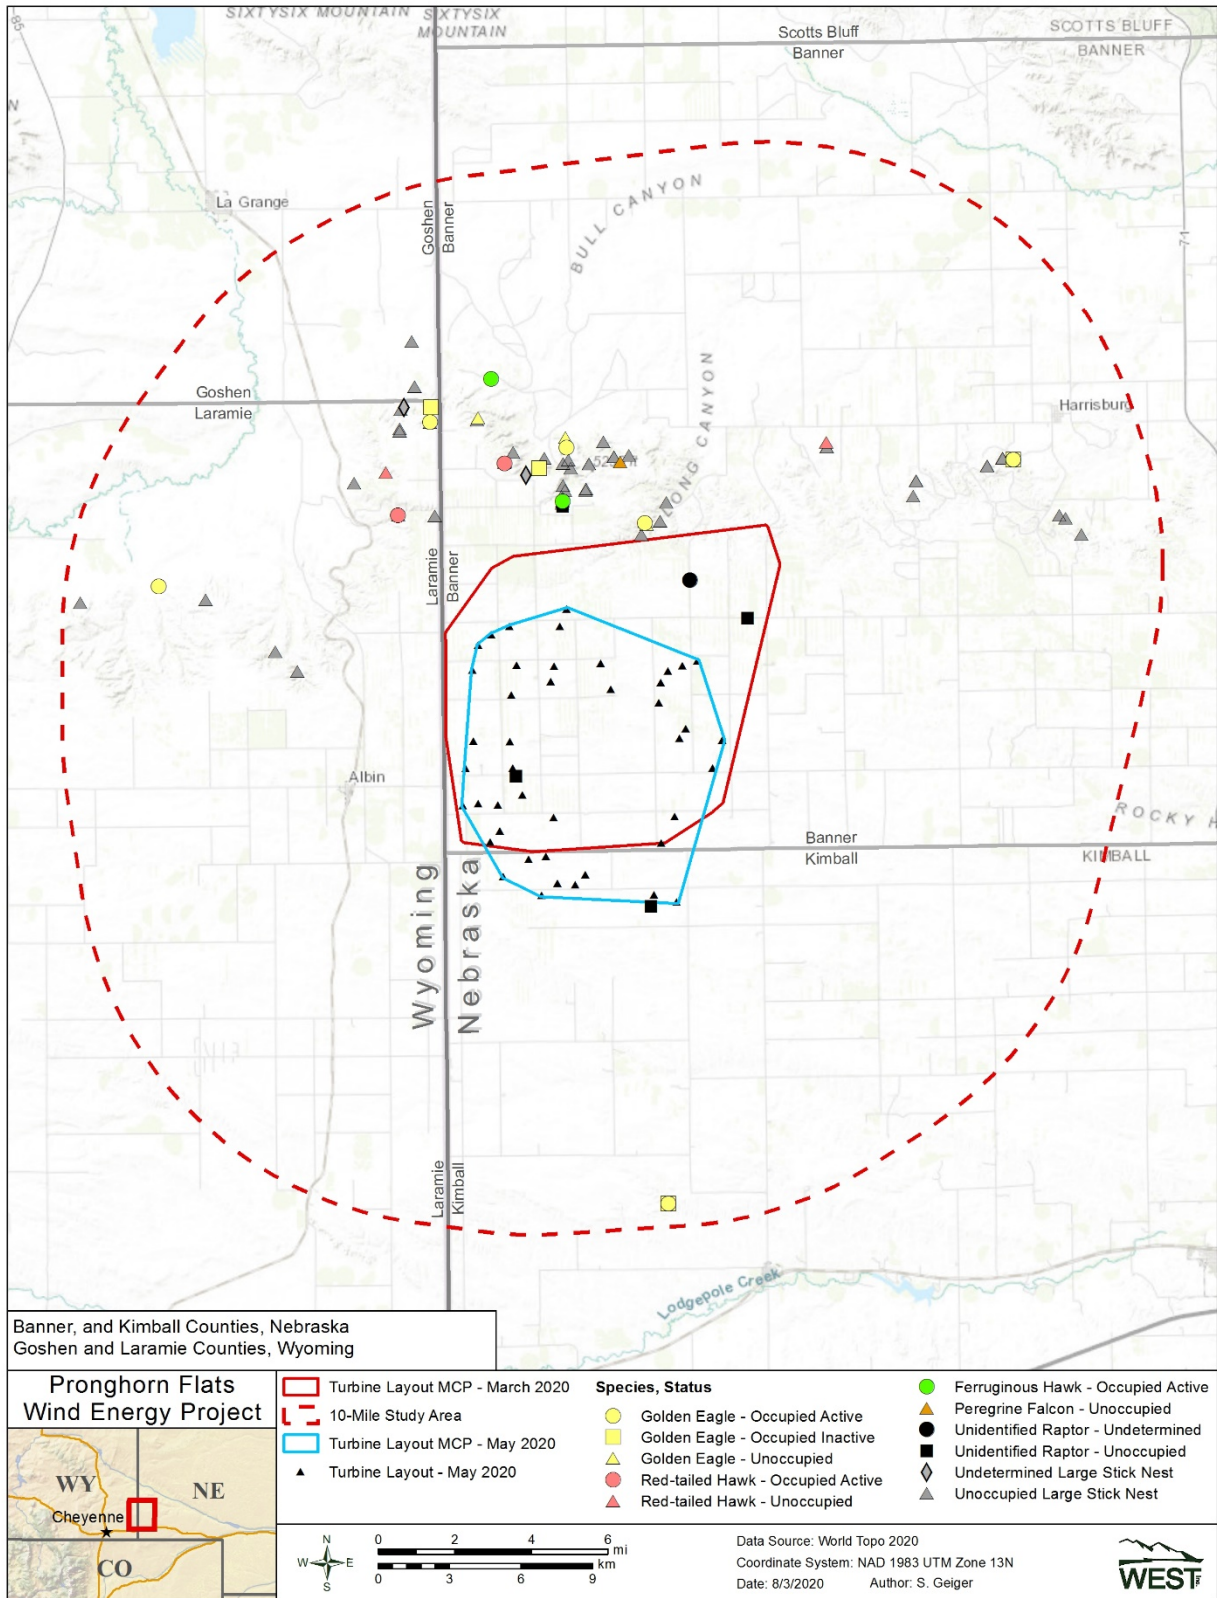 SIXTYSIX MOUNTAIN
SIXTYSIX
MOUNTAIN
85
Scotts Bluff
Banner
SCOTTS BLUFF
BANNER
N
La Grange
Goshen
Banner
BULL CANYON
71
Goshen
Laramie
LONG CANYON
Harrisburg
Laramie
Banner
Albin
ROCKY H
Banner
Kimball
KIMBALL
Wyoming
Nebraska
Laramie
Kimball
Lodgepole Creek
Banner, and Kimball Counties, Nebraska
Goshen and Laramie Counties, Wyoming
Pronghorn Flats
Wind Energy Project
WY
NE
Cheyenne
CO
Turbine Layout MCP - March 2020
10-Mile Study Area
Turbine Layout MCP - May 2020
Turbine Layout - May 2020
Species, Status
Golden Eagle - Occupied Active
Golden Eagle - Occupied Inactive
Golden Eagle - Unoccupied
Red-tailed Hawk - Occupied Active
Red-tailed Hawk - Unoccupied
Ferruginous Hawk - Occupied Active
Peregrine Falcon - Unoccupied
Unidentified Raptor - Undetermined
Unidentified Raptor - Unoccupied
Undetermined Large Stick Nest
Unoccupied Large Stick Nest
N
W E
S
0 2 4 6
mi
km
0 3 6 9
Data Source: World Topo 2020
Coordinate System: NAD 1983 UTM Zone 13N
Date: 8/3/2020 Author: S. Geiger
WEST Inc.